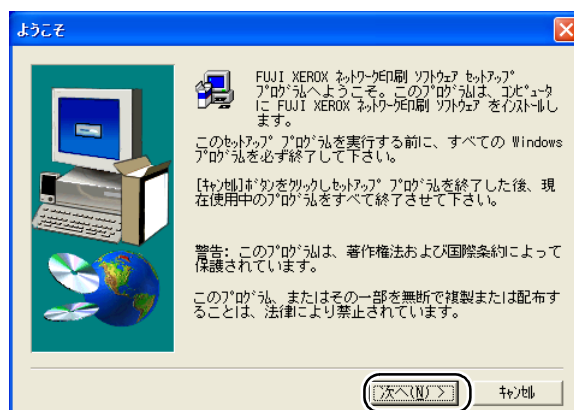 ようこそ
FUJI XEROX ﾈｯﾄﾜｰｸ印刷 ｿﾌﾄｳｪｱ ｾｯﾄｱｯﾌﾟ
ﾌﾟﾛｸﾞﾗﾑへようこそ。このﾌﾟﾛｸﾞﾗﾑは、ｺﾝﾋﾟｭｰﾀ
に FUJI XEROX ﾈｯﾄﾜｰｸ印刷 ｿﾌﾄｳｪｱ をｲﾝｽﾄｰﾙし
ます。
このｾｯﾄｱｯﾌﾟ ﾌﾟﾛｸﾞﾗﾑを実行する前に、すべての Windows
ﾌﾟﾛｸﾞﾗﾑを必ず終了して下さい。
[ｷｬﾝｾﾙ]ﾎﾞﾀﾝをｸﾘｯｸしｾｯﾄｱｯﾌﾟ ﾌﾟﾛｸﾞﾗﾑを終了した後、現
在使用中のﾌﾟﾛｸﾞﾗﾑをすべて終了させて下さい。
警告: このﾌﾟﾛｸﾞﾗﾑは、著作権法および国際条約によって
保護されています。
このﾌﾟﾛｸﾞﾗﾑ、またはその一部を無断で複製または配布す
ることは、法律により禁止されています。
次へ(N) >
ｷｬﾝｾﾙ